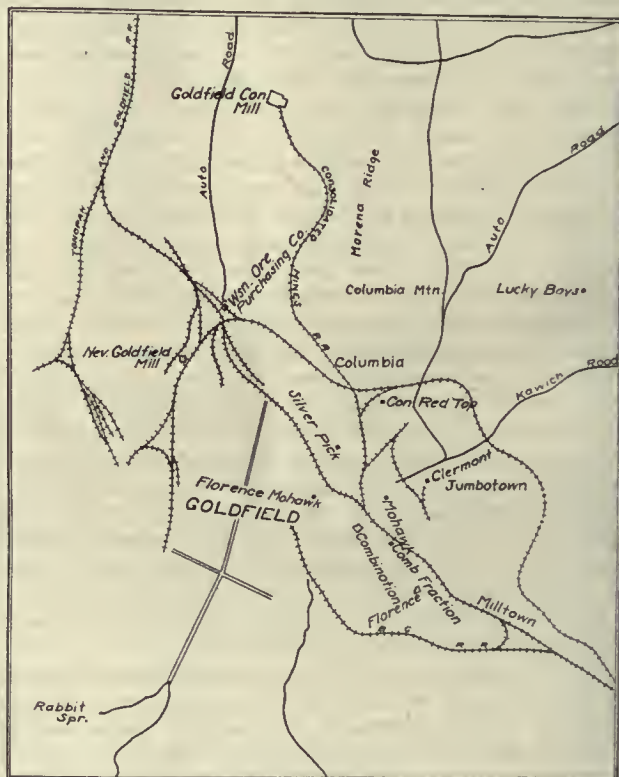 R R
GOLDFIELD
AND
TONOPAH
Road
Auto
Goldfield Con
Mill
CONSOLIDATED
MINES
R R
Morena Ridge
Road
Auto
Wsn. Ore
Purchasing Co.
Columbia Mtn.
Lucky Boys
Nev. Goldfield
Mill
Columbia
Kawich Road
Con. Red Top
Silver Pick
Clermont
Jumbotown
Florence Mohawk
GOLDFIELD
Mohawk
Comb Fraction
Combination
Florence
Milltown
R R
Rabbit
Spr.